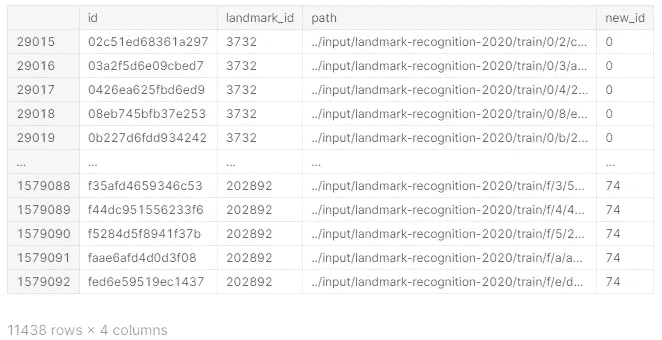 id landmark_id path new_id
29015 02c51ed68361a297 3732 ../input/landmark-recognition-2020/train/0/2/c... 0
29016 03a2f5d6e09cbed7 3732 ../input/landmark-recognition-2020/train/0/3/a... 0
29017 0426ea625fbd6ed9 3732 ../input/landmark-recognition-2020/train/0/4/2... 0
29018 08eb745bfb37e253 3732 ../input/landmark-recognition-2020/train/0/8/e... 0
29019 0b227d6fdd934242 3732 ../input/landmark-recognition-2020/train/0/b/2... 0
... ... ... ... ...
1579088 f35afd4659346c53 202892 ../input/landmark-recognition-2020/train/f/3/5... 74
1579089 f44dc951556233f6 202892 ../input/landmark-recognition-2020/train/f/4/4... 74
1579090 f5284d5f8941f37b 202892 ../input/landmark-recognition-2020/train/f/5/2... 74
1579091 faae6afd4d0d3f08 202892 ../input/landmark-recognition-2020/train/f/a/a... 74
1579092 fed6e59519ec1437 202892 ../input/landmark-recognition-2020/train/f/e/d... 74
11438 rows × 4 columns